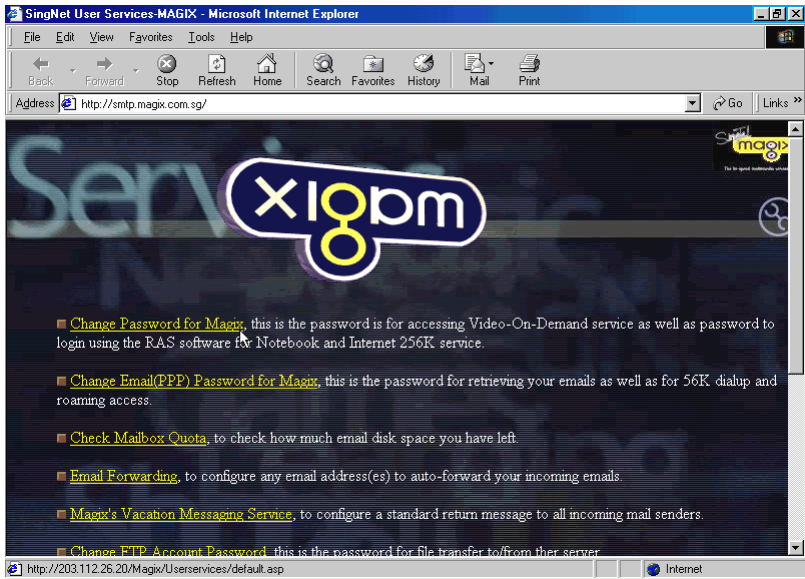 SingNet User Services-MAGIX - Microsoft Internet Explorer
File Edit View Favorites Tools Help
Back Forward Stop Refresh Home Search Favorites History Mail Print
Address http://smtp.magix.com.sg/ Go Links »
Services
magix
SingTel magix
magix
Change Password for Magix, this is the password is for accessing Video-On-Demand service as well as password to
login using the RAS software for Notebook and Internet 256K service.
Change Email(PPP) Password for Magix, this is the password for retrieving your emails as well as for 56K dialup and
roaming access.
Check Mailbox Quota, to check how much email disk space you have left.
Email Forwarding, to configure any email address(es) to auto-forward your incoming emails.
Magix's Vacation Messaging Service, to configure a standard return message to all incoming mail senders.
Change FTP Account Password, this is the password for file transfer to/from ther server
http://203.112.26.20/Magix/Userservices/default.asp Internet